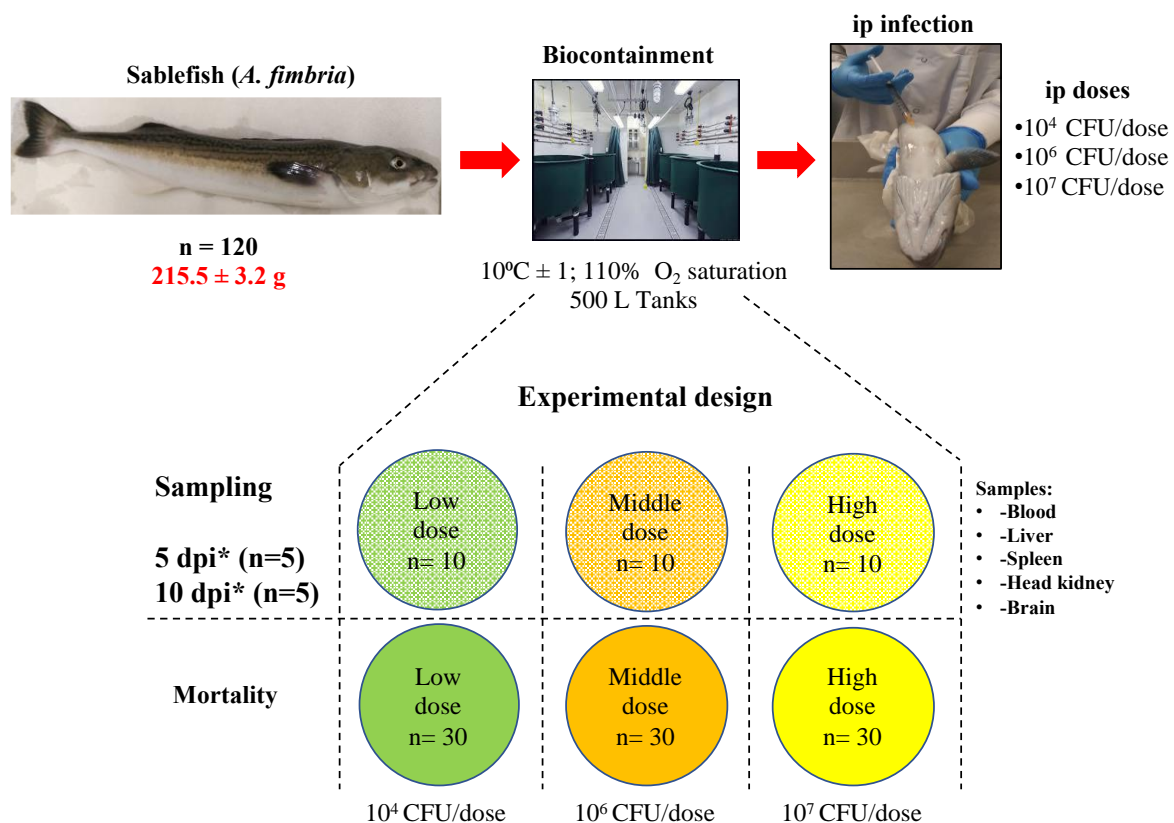 Sablefish (A. fimbria)
n = 120
215.5 ± 3.2 g
Biocontainment
10ºC ± 1; 110% O₂ saturation
500 L Tanks
ip infection
ip doses
•10⁴ CFU/dose
•10⁶ CFU/dose
•10⁷ CFU/dose
Experimental design
Sampling
5 dpi* (n=5)
10 dpi* (n=5)
Low
dose
n= 10
Middle
dose
n= 10
High
dose
n= 10
Samples:
• -Blood
• -Liver
• -Spleen
• -Head kidney
• -Brain
Mortality
Low
dose
n= 30
Middle
dose
n= 30
High
dose
n= 30
10⁴ CFU/dose
10⁶ CFU/dose
10⁷ CFU/dose